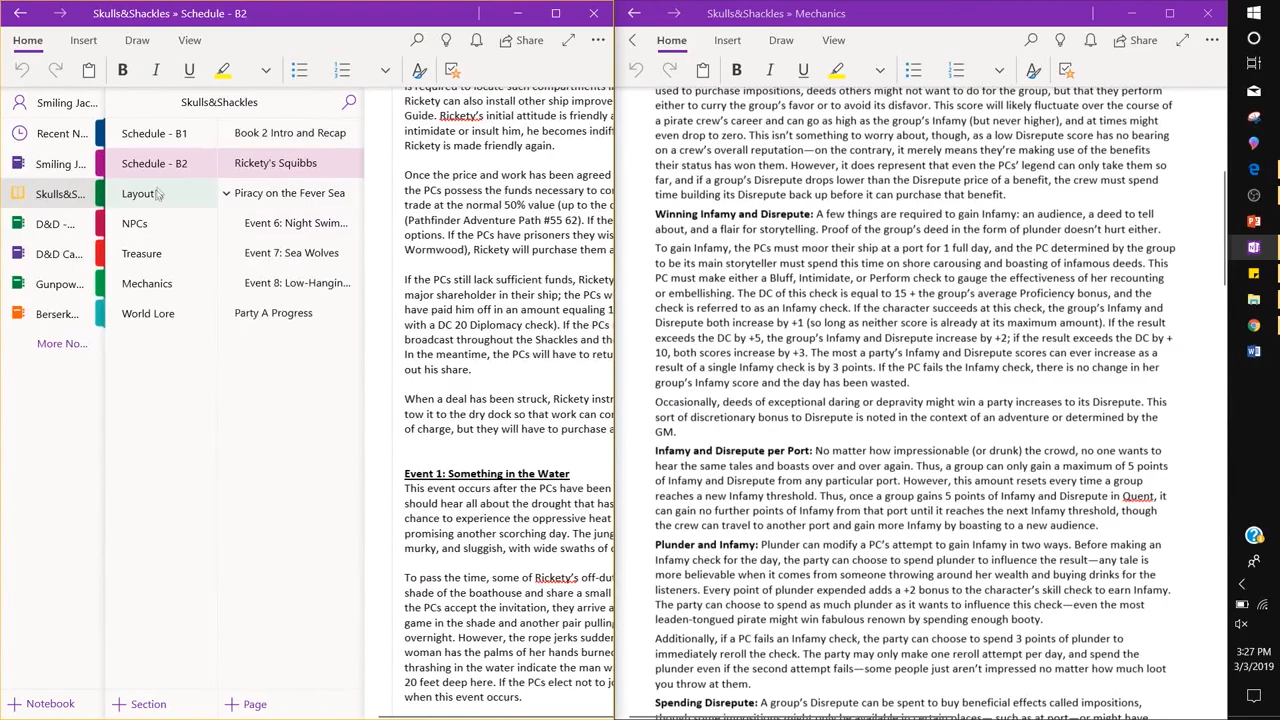 Skulls&Shackles » Schedule - B2
Home
Insert
Draw
View
Share
B
I
U
Smiling Jac...
Recent N...
Smiling J...
Skulls&S...
D&D -...
D&D Ca...
Gunpow...
Berserk...
More No...
Skulls&Shackles
Schedule - B1
Schedule - B2
Layout
NPCs
Treasure
Mechanics
World Lore
Book 2 Intro and Recap
Rickety's Squibbs
Piracy on the Fever Sea
Event 6: Night Swim...
Event 7: Sea Wolves
Event 8: Low-Hangin...
Party A Progress
Notebook
Section
Page
is required to locate such compartments
Rickety can also install other ship improve
Guide. Rickety's initial attitude is friendly a
intimidate or insult him, he becomes indiff
Rickety is made friendly again.
Once the price and work has been agreed
the PCs possess the funds necessary to con
trade at the normal 50% value (up to the c
(Pathfinder Adventure Path #55 62). If the
options. If the PCs have prisoners they wis
Wormwood), Rickety will purchase them a
If the PCs still lack sufficient funds, Rickety
major shareholder in their ship; the PCs w
have paid him off in an amount equaling 1
with a DC 20 Diplomacy check). If the PCs
broadcast throughout the Shackles and the
In the meantime, the PCs will have to retu
out his share.
When a deal has been struck, Rickety instr
tow it to the dry dock so that work can con
of charge, but they will have to purchase a
Event 1: Something in the Water
This event occurs after the PCs have been
should hear all about the drought that has
chance to experience the oppressive heat
promising another scorching day. The jung
murky, and sluggish, with wide swaths of c
To pass the time, some of Rickety's off-dut
shade of the boathouse and share a small
the PCs accept the invitation, they arrive a
game in the shade and another pair pulling
overnight. However, the rope jerks sudden
woman has the palms of her hands burned
thrashing in the water indicate the man w
20 feet deep here. If the PCs elect not to jo
when this event occurs.
Skulls&Shackles » Mechanics
Home
Insert
Draw
View
Share
B
I
U
used to purchase impositions, deeds others might not want to do for the group, but that they perform
either to curry the group's favor or to avoid its disfavor. This score will likely fluctuate over the course of
a pirate crew's career and can go as high as the group's Infamy (but never higher), and at times might
even drop to zero. This isn't something to worry about, though, as a low Disrepute score has no bearing
on a crew's overall reputation—on the contrary, it merely means they're making use of the benefits
their status has won them. However, it does represent that even the PCs' legend can only take them so
far, and if a group's Disrepute drops lower than the Disrepute price of a benefit, the crew must spend
time building its Disrepute back up before it can purchase that benefit.
Winning Infamy and Disrepute: A few things are required to gain Infamy: an audience, a deed to tell
about, and a flair for storytelling. Proof of the group's deed in the form of plunder doesn't hurt either.
To gain Infamy, the PCs must moor their ship at a port for 1 full day, and the PC determined by the group
to be its main storyteller must spend this time on shore carousing and boasting of infamous deeds. This
PC must make either a Bluff, Intimidate, or Perform check to gauge the effectiveness of her recounting
or embellishing. The DC of this check is equal to 15 + the group's average Proficiency bonus, and the
check is referred to as an Infamy check. If the character succeeds at this check, the group's Infamy and
Disrepute both increase by +1 (so long as neither score is already at its maximum amount). If the result
exceeds the DC by +5, the group's Infamy and Disrepute increase by +2; if the result exceeds the DC by +
10, both scores increase by +3. The most a party's Infamy and Disrepute scores can ever increase as a
result of a single Infamy check is by 3 points. If the PC fails the Infamy check, there is no change in her
group's Infamy score and the day has been wasted.
Occasionally, deeds of exceptional daring or depravity might win a party increases to its Disrepute. This
sort of discretionary bonus to Disrepute is noted in the context of an adventure or determined by the
GM.
Infamy and Disrepute per Port: No matter how impressionable (or drunk) the crowd, no one wants to
hear the same tales and boasts over and over again. Thus, a group can only gain a maximum of 5 points
of Infamy and Disrepute from any particular port. However, this amount resets every time a group
reaches a new Infamy threshold. Thus, once a group gains 5 points of Infamy and Disrepute in Quent, it
can gain no further points of Infamy from that port until it reaches the next Infamy threshold, though
the crew can travel to another port and gain more Infamy by boasting to a new audience.
Plunder and Infamy: Plunder can modify a PC's attempt to gain Infamy in two ways. Before making an
Infamy check for the day, the party can choose to spend plunder to influence the result—any tale is
more believable when it comes from someone throwing around her wealth and buying drinks for the
listeners. Every point of plunder expended adds a +2 bonus to the character's skill check to earn Infamy.
The party can choose to spend as much plunder as it wants to influence this check—even the most
leaden-tongued pirate might win fabulous renown by spending enough booty.
Additionally, if a PC fails an Infamy check, the party can choose to spend 3 points of plunder to
immediately reroll the check. The party may only make one reroll attempt per day, and spend the
plunder even if the second attempt fails—some people just aren't impressed no matter how much loot
you throw at them.
Spending Disrepute: A group's Disrepute can be spent to buy beneficial effects called impositions,
3:27 PM
3/3/2019